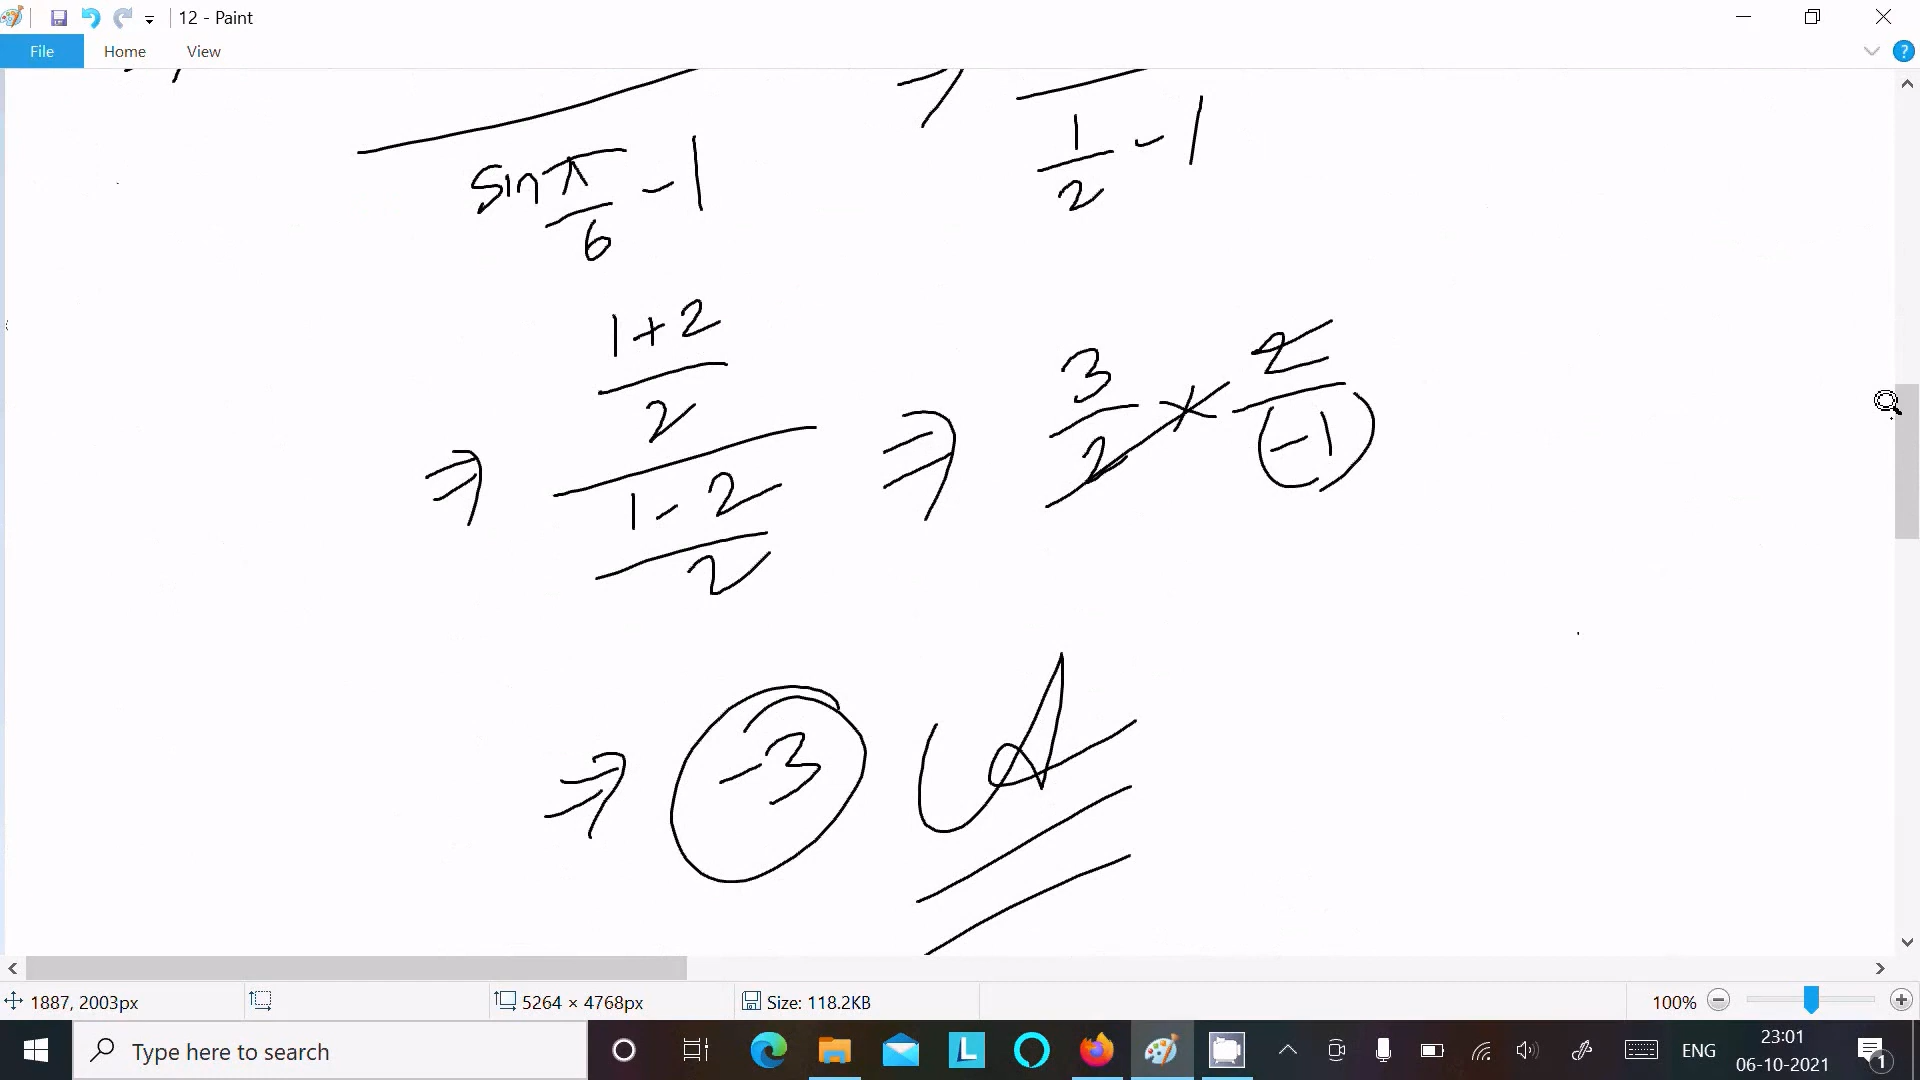 12 - Paint
File Home View
sin π/6 - 1 ⇒ 1/2 - 1
⇒ (1+2)/2 / (1-2)/2 ⇒ 3/2 × 2/(-1)
⇒ -3
1887, 2003px 5264 × 4768px Size: 118.2KB 100%
Type here to search L ENG 23:01
06-10-2021 1